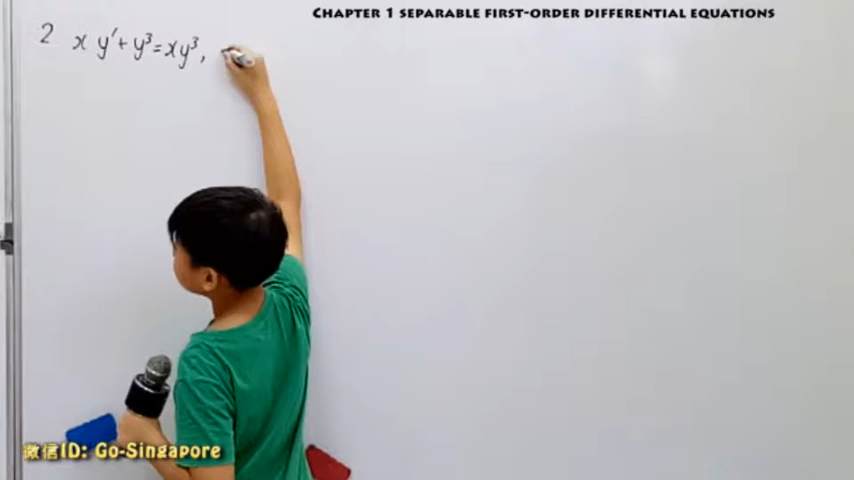 CHAPTER 1 SEPARABLE FIRST-ORDER DIFFERENTIAL EQUATIONS
2 x y' + y³ = xy³,
微信ID: Go-Singapore